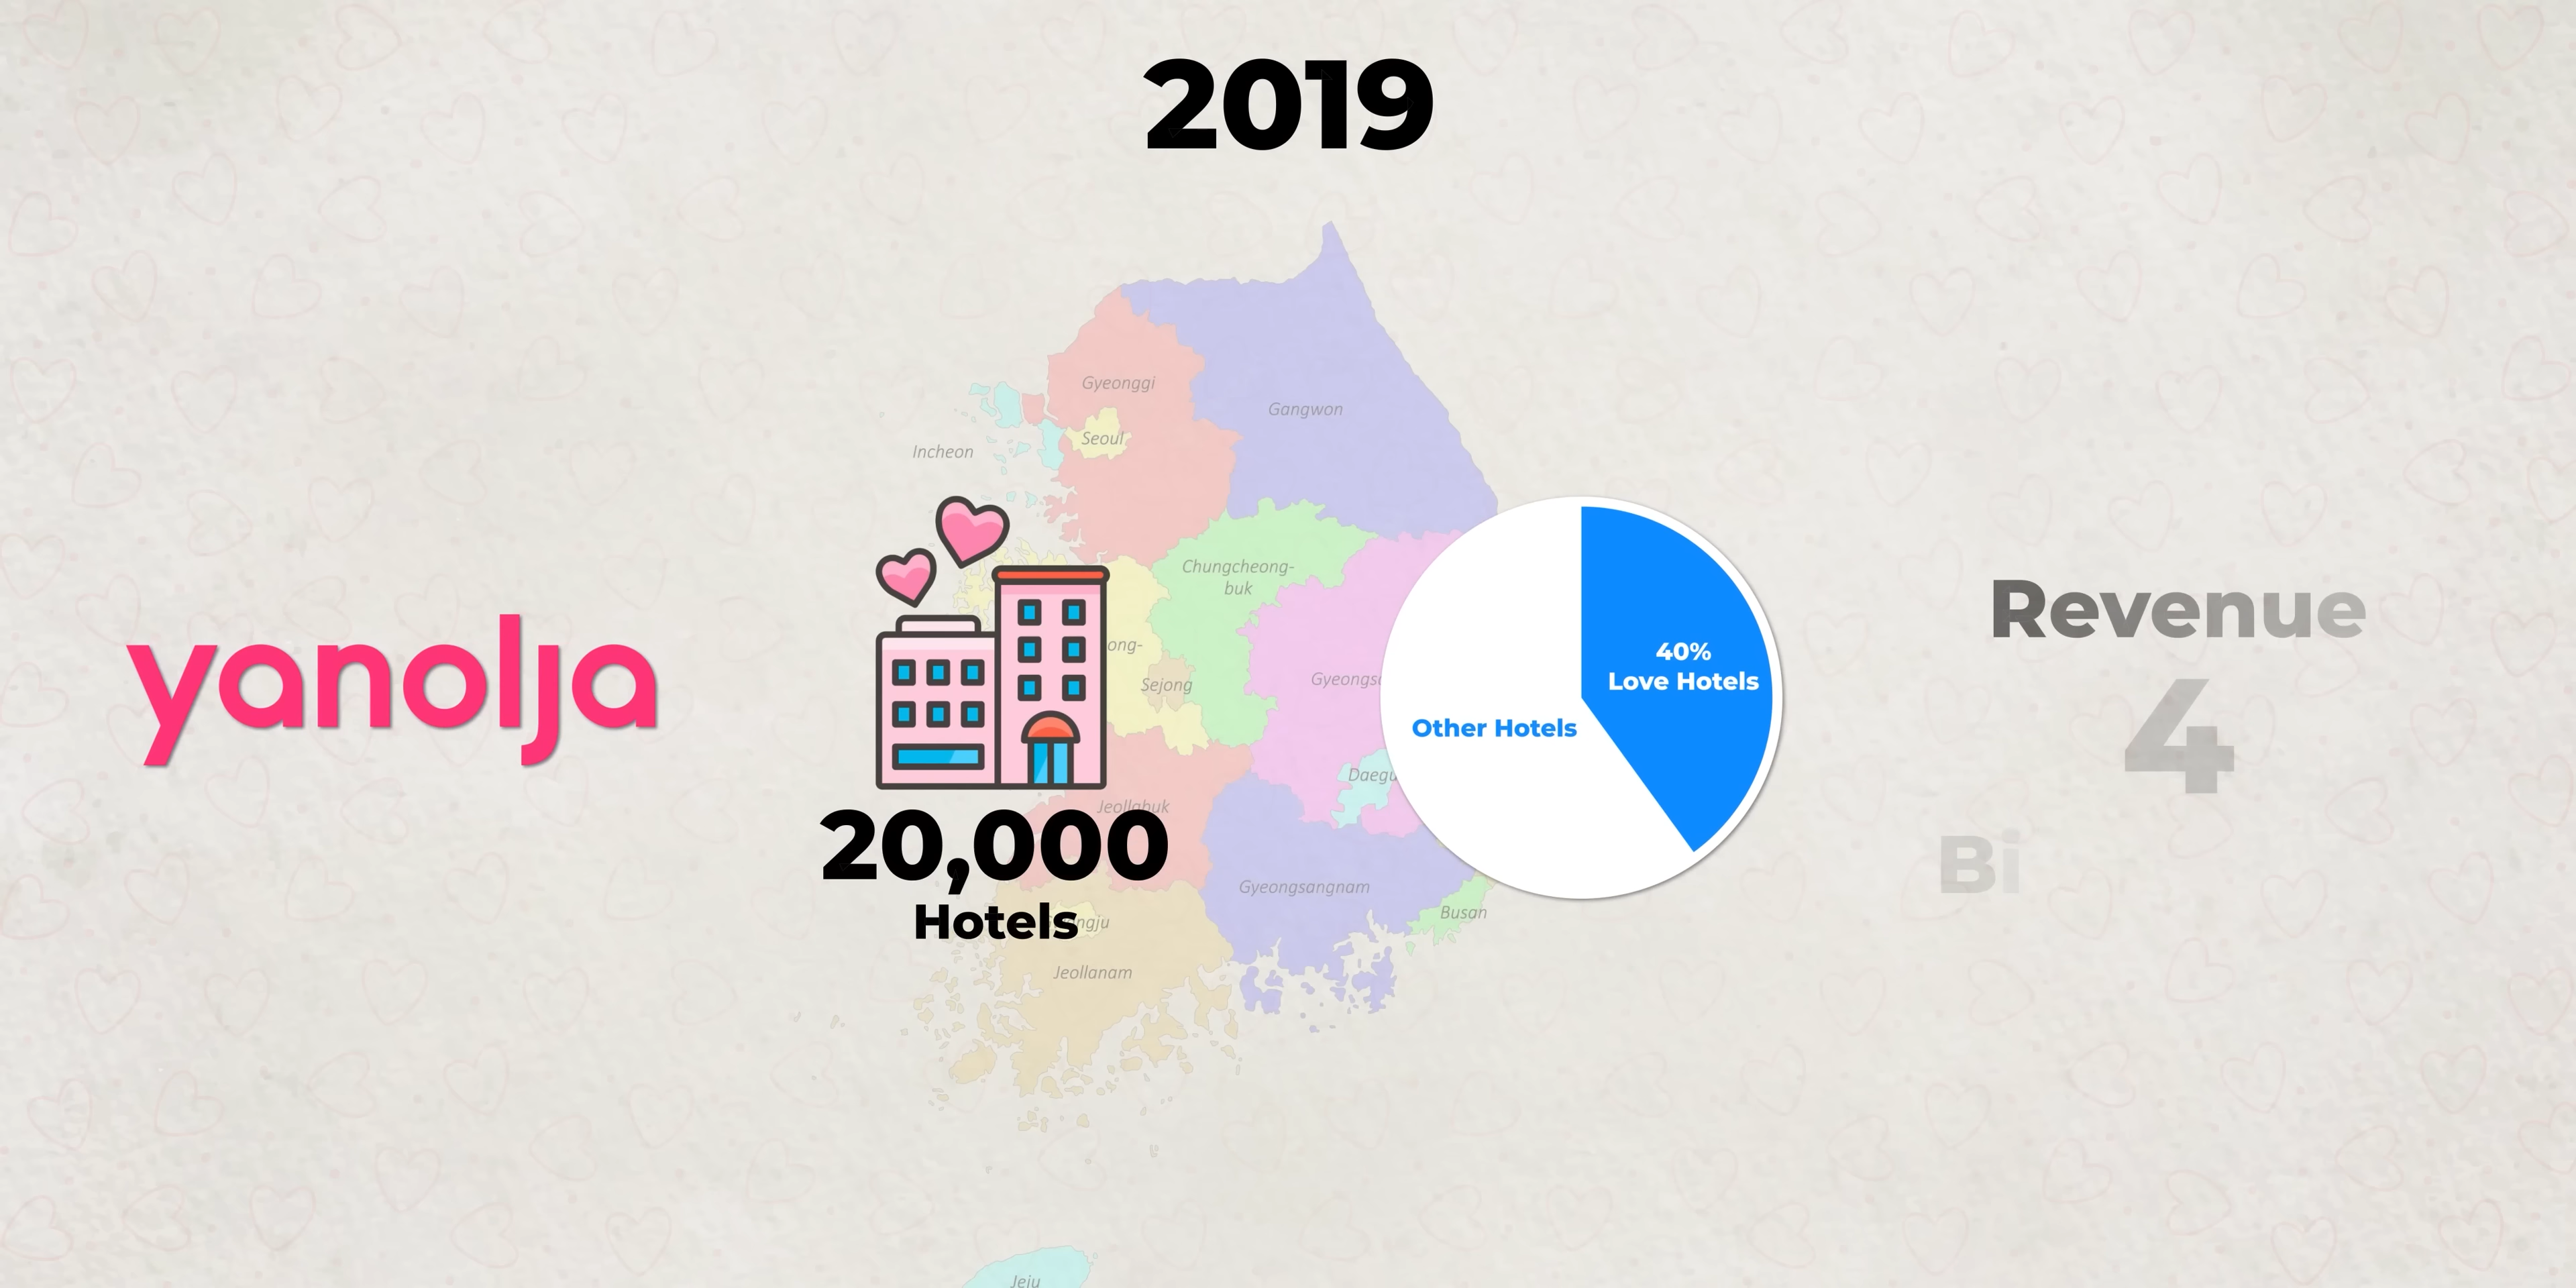 2019
Gyeonggi
Gangwon
Seoul
Incheon
Chungcheong-
buk
yanolja
ong-
Sejong
Gyeongs
40%
Love Hotels
Other Hotels
Revenue
4
Bi
Daegu
Jeollabuk
20,000
Hotels
ngju
Gyeongsangnam
Busan
Jeollanam
Jeju